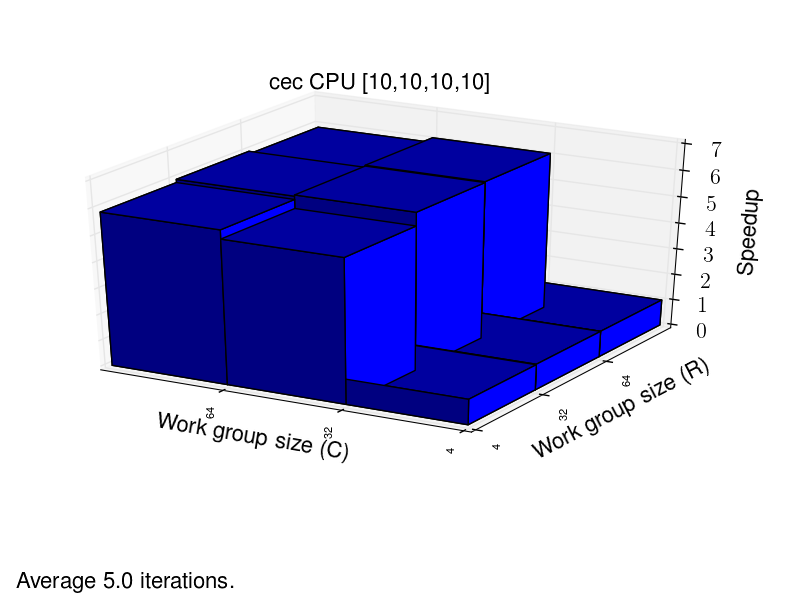 cec CPU [10,10,10,10]
7
6
5
4
3
2
1
0
Speedup
64
32
4
Work group size (C)
4
32
64
Work group size (R)
Average 5.0 iterations.